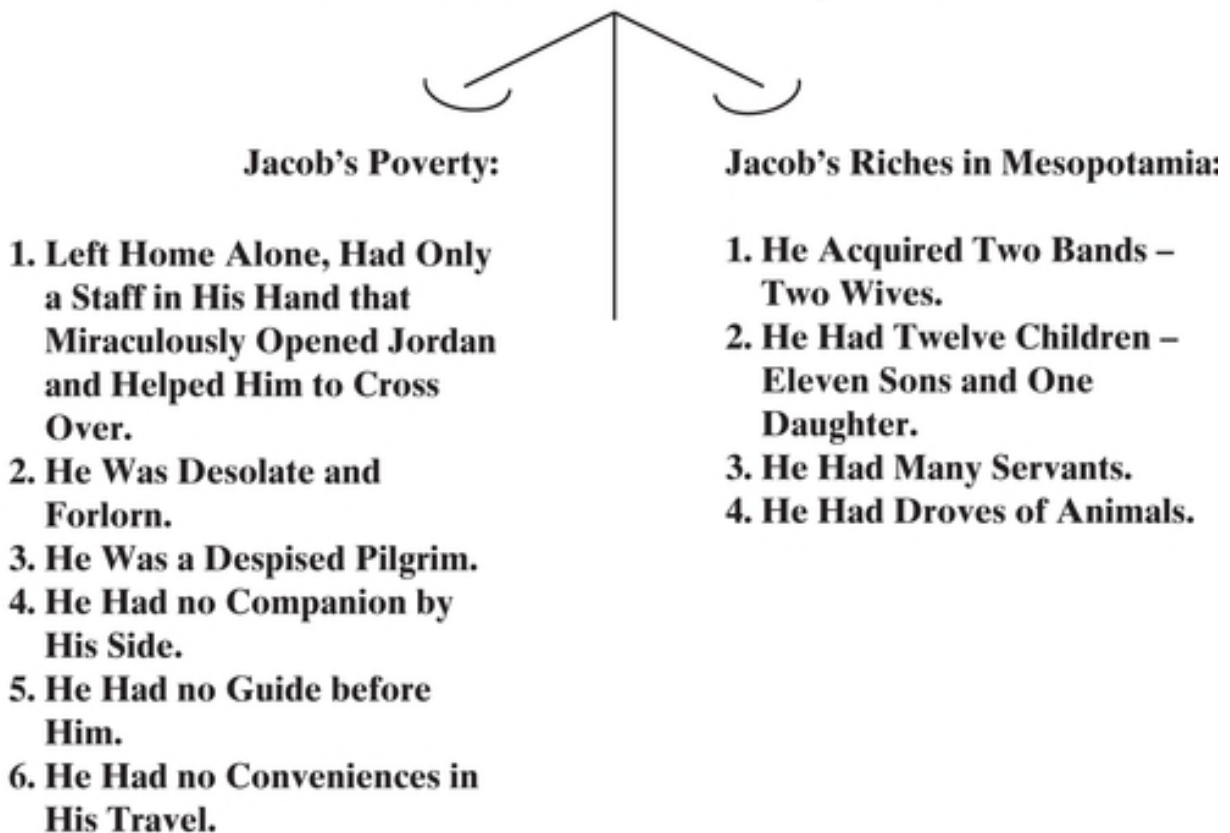 Jacob's Poverty:
1. Left Home Alone, Had Only
a Staff in His Hand that
Miraculously Opened Jordan
and Helped Him to Cross
Over.
2. He Was Desolate and
Forlorn.
3. He Was a Despised Pilgrim.
4. He Had no Companion by
His Side.
5. He Had no Guide before
Him.
6. He Had no Conveniences in
His Travel.
Jacob's Riches in Mesopotamia:
1. He Acquired Two Bands –
Two Wives.
2. He Had Twelve Children –
Eleven Sons and One
Daughter.
3. He Had Many Servants.
4. He Had Droves of Animals.